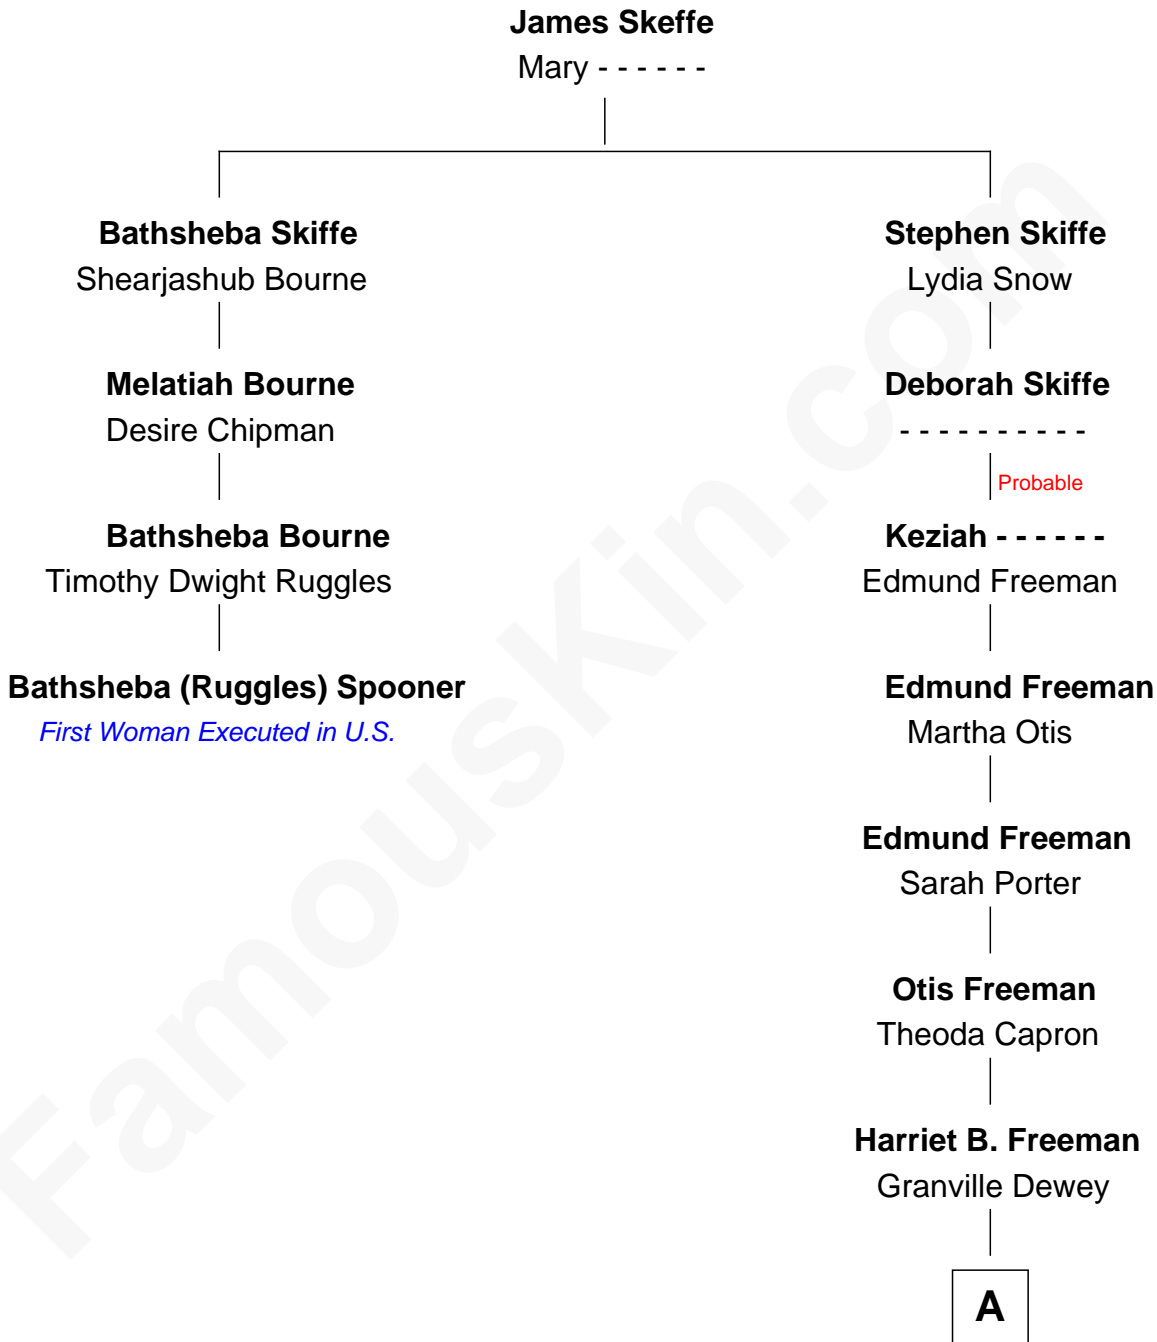 James Skeffe
Mary - - - - - -
Bathsheba Skiffe
Shearjashub Bourne
Melatiah Bourne
Desire Chipman
Bathsheba Bourne
Timothy Dwight Ruggles
Bathsheba (Ruggles) Spooner
First Woman Executed in U.S.
Stephen Skiffe
Lydia Snow
Deborah Skiffe
- - - - - - - - - -
Probable
Keziah - - - - - -
Edmund Freeman
Edmund Freeman
Martha Otis
Edmund Freeman
Sarah Porter
Otis Freeman
Theoda Capron
Harriet B. Freeman
Granville Dewey
A
FamousKin.com